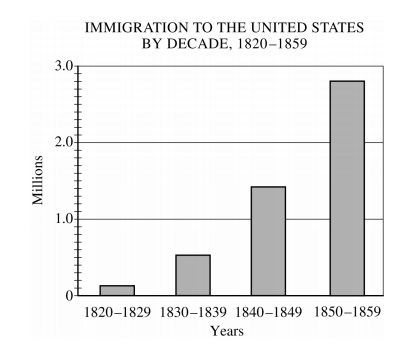 IMMIGRATION TO THE UNITED STATES
BY DECADE, 1820–1859
3.0
2.0
1.0
0
Millions
1820–1829 1830–1839 1840–1849 1850–1859
Years